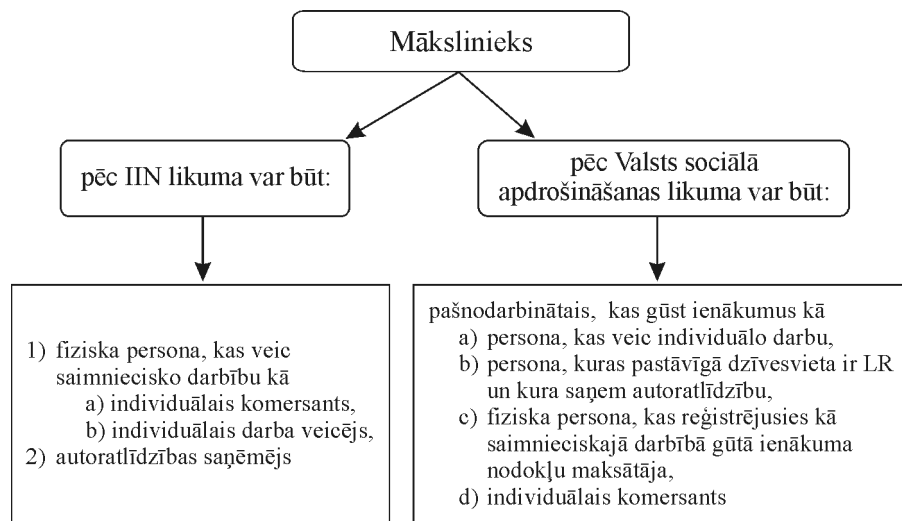 Mākslinieks
pēc IIN likuma var būt:
pēc Valsts sociālā
apdrošināšanas likuma var būt:
1) fiziska persona, kas veic
saimniecisko darbību kā
a) individuālais komersants,
b) individuālais darba veicējs,
2) autoratlīdzības saņēmējs
pašnodarbinātais, kas gūst ienākumus kā
a) persona, kas veic individuālo darbu,
b) persona, kuras pastāvīgā dzīvesvieta ir LR
un kura saņem autoratlīdzību,
c) fiziska persona, kas reģistrējusies kā
saimnieciskajā darbībā gūtā ienākuma
nodokļu maksātāja,
d) individuālais komersants